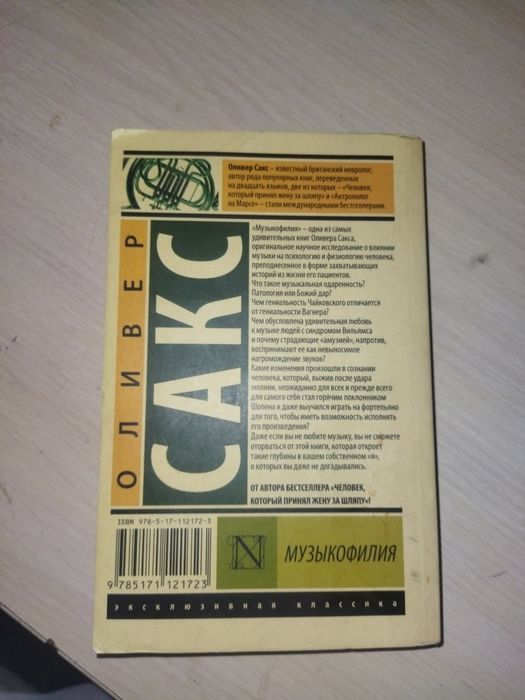 Оливер Сакс – известный британский невролог,
автор ряда популярных книг, переведенных
на двадцать языков, две из которых – «Человек,
который принял жену за шляпу» и «Антрополог
на Марсе» – стали международными бестселлерами.
ОЛИВЕР
САКС
«Музыкофилия» – одна из самых
удивительных книг Оливера Сакса,
оригинальное научное исследование о влиянии
музыки на психологию и физиологию человека,
преподнесенное в форме захватывающих
историй из жизни его пациентов.
Что такое музыкальная одаренность?
Патология или Божий дар?
Чем гениальность Чайковского отличается
от гениальности Вагнера?
Чем обусловлена удивительная любовь
к музыке людей с синдромом Вильямса
и почему страдающие «амузией», напротив,
воспринимают ее как невыносимое
нагромождение звуков?
Какие изменения произошли в сознании
человека, который, выжив после удара
молнии, неожиданно для всех и прежде всего
для самого себя стал горячим поклонником
Шопена и даже выучился играть на фортепьяно
для того, чтобы иметь возможность исполнять
его произведения?
Даже если вы не любите музыку, вы не сможете
оторваться от этой книги, которая откроет
такие глубины в вашем собственном «я»,
о которых вы даже не догадывались.
ОТ АВТОРА БЕСТСЕЛЛЕРА «ЧЕЛОВЕК,
КОТОРЫЙ ПРИНЯЛ ЖЕНУ ЗА ШЛЯПУ»!
ISBN 978-5-17-112172-3
9 785171 121723
N
МУЗЫКОФИЛИЯ
эксклюзивная классика